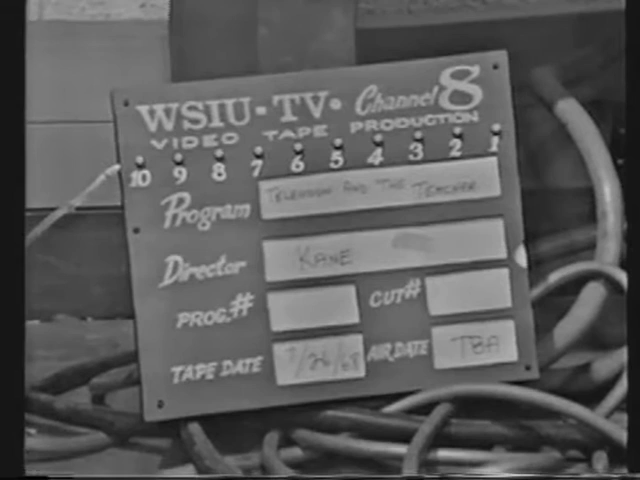 WSIU-TV• Channel 8
VIDEO TAPE PRODUCTION
10 9 8 7 6 5 4 3 2 1
Program TELEVISION AND THE TEACHER
Director KANE
PROG.# CUT#
TAPE DATE 7/26/68 AIR DATE TBA